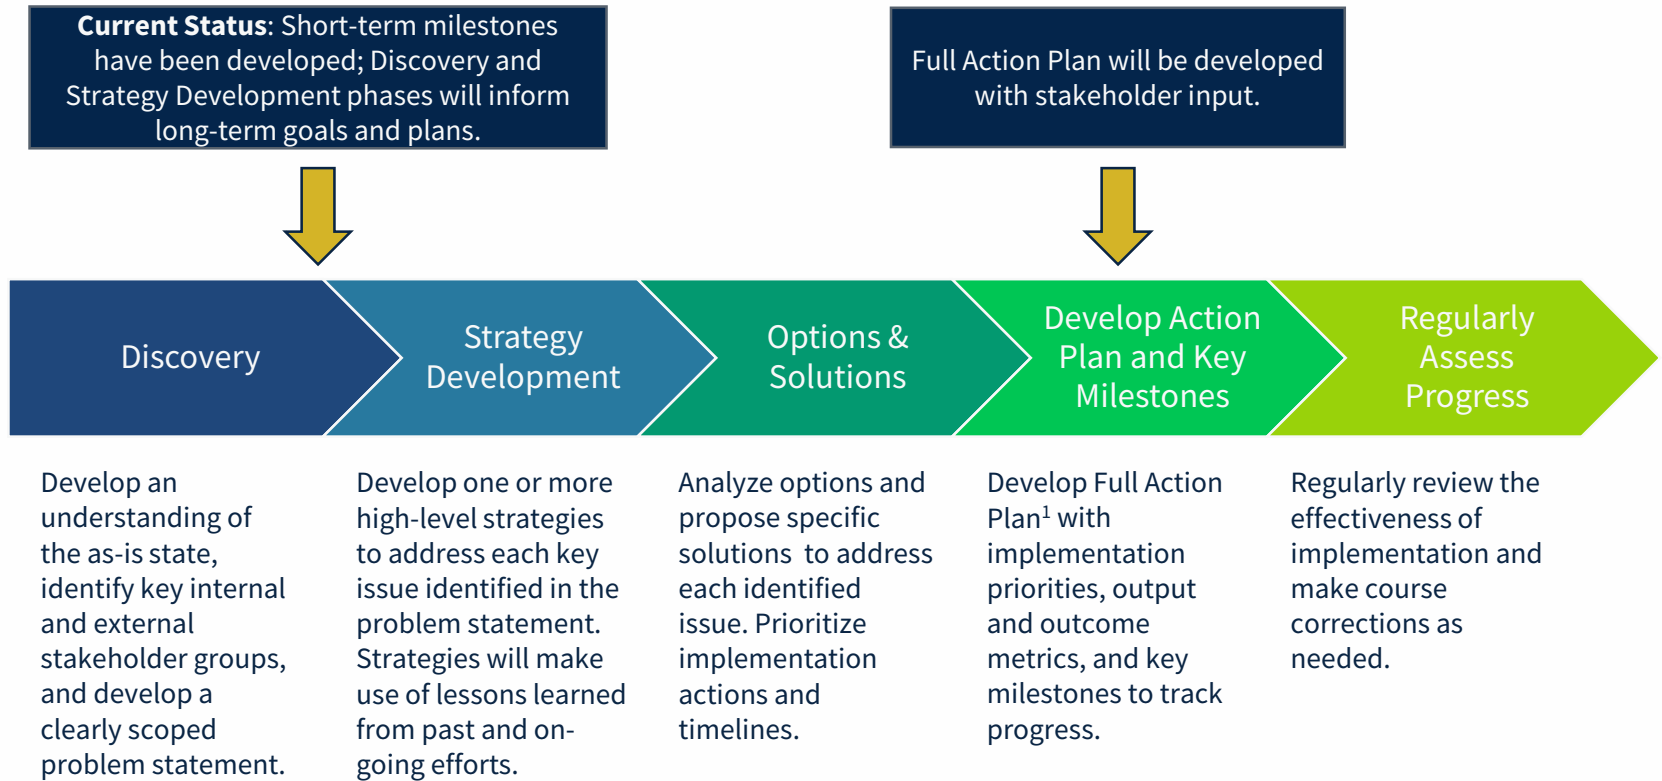 Current Status: Short-term milestones
have been developed; Discovery and
Strategy Development phases will inform
long-term goals and plans.
Full Action Plan will be developed
with stakeholder input.
Discovery
Strategy
Development
Options &
Solutions
Develop Action
Plan and Key
Milestones
Regularly
Assess
Progress
Develop an
understanding of
the as-is state,
identify key internal
and external
stakeholder groups,
and develop a
clearly scoped
problem statement.
Develop one or more
high-level strategies
to address each key
issue identified in the
problem statement.
Strategies will make
use of lessons learned
from past and on-
going efforts.
Analyze options and
propose specific
solutions  to address
each identified
issue. Prioritize
implementation
actions and
timelines.
Develop Full Action
Plan¹ with
implementation
priorities, output
and outcome
metrics, and key
milestones to track
progress.
Regularly review the
effectiveness of
implementation and
make course
corrections as
needed.